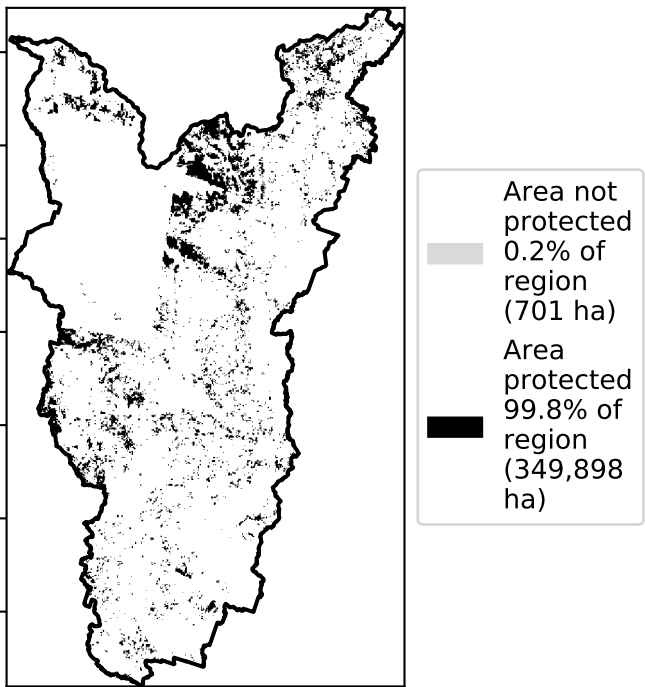 Area not
protected
0.2% of
region
(701 ha)
Area
protected
99.8% of
region
(349,898
ha)